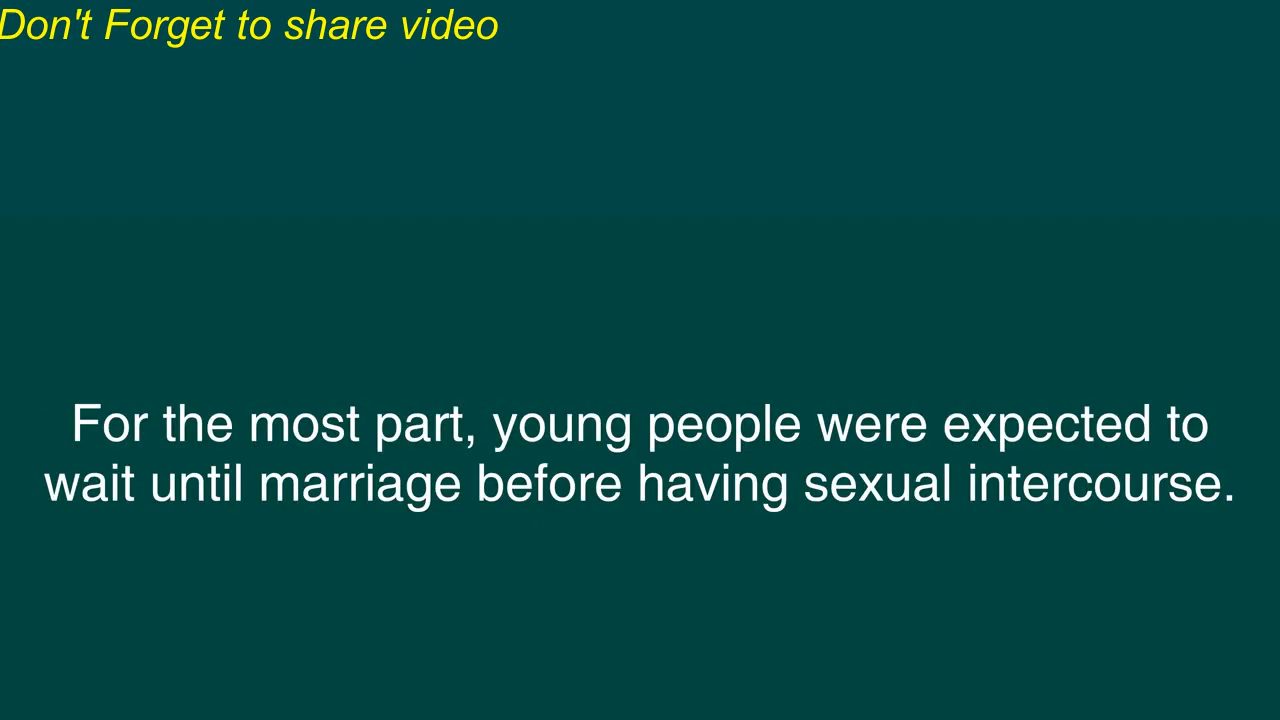 Don't Forget to share video
For the most part, young people were expected to
wait until marriage before having sexual intercourse.